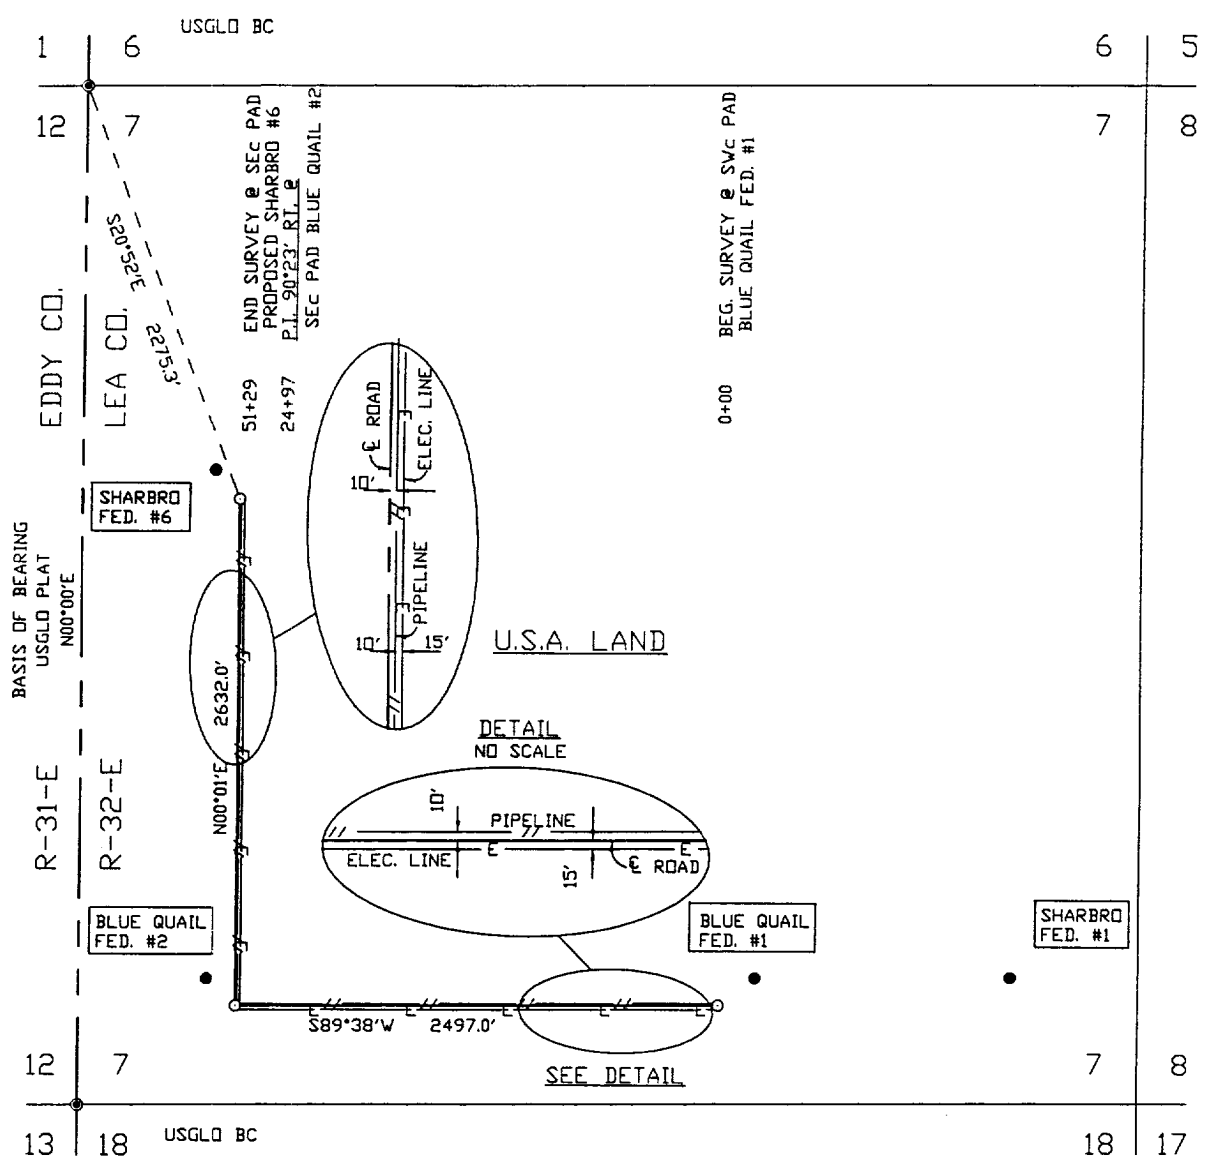 USGLO BC
1
6
6
5
12
7
7
8
END SURVEY @ SEc PAD
PROPOSED SHARBRO #6
P.I. 90°23' RT. @
SEc PAD BLUE QUAIL #2
51+29
24+97
BEG. SURVEY @ SWc PAD
BLUE QUAIL FED. #1
0+00
S20°52'E 2275.3'
EDDY CO.
LEA CO.
SHARBRO
FED. #6
BASIS OF BEARING
USGLO PLAT
N00°00'E
℄ ROAD
ELEC. LINE
10'
E
E
PIPELINE
E
10'
15'
E
E
E
E
E
N00°01'E 2632.0'
U.S.A. LAND
DETAIL
NO SCALE
10'
PIPELINE
ELEC. LINE
E
E
15'
℄ ROAD
R-31-E
R-32-E
BLUE QUAIL
FED. #2
BLUE QUAIL
FED. #1
SHARBRO
FED. #1
E
E
E
E
E
S89°38'W 2497.0'
SEE DETAIL
12
7
7
8
13
18
USGLO BC
18
17